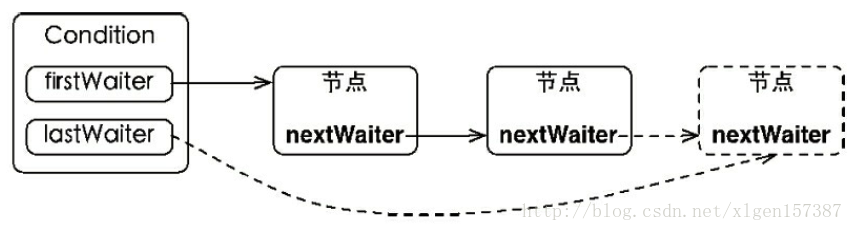 Condition
firstWaiter
lastWaiter
节点
nextWaiter
节点
nextWaiter
节点
nextWaiter
http://blog.csdn.net/xlgen157387